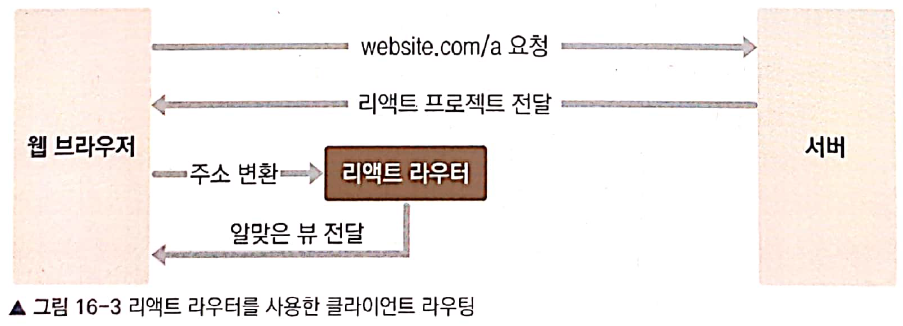 website.com/a 요청
리액트 프로젝트 전달
웹 브라우저
서버
주소 변환
리액트 라우터
알맞은 뷰 전달
▲ 그림 16-3 리액트 라우터를 사용한 클라이언트 라우팅